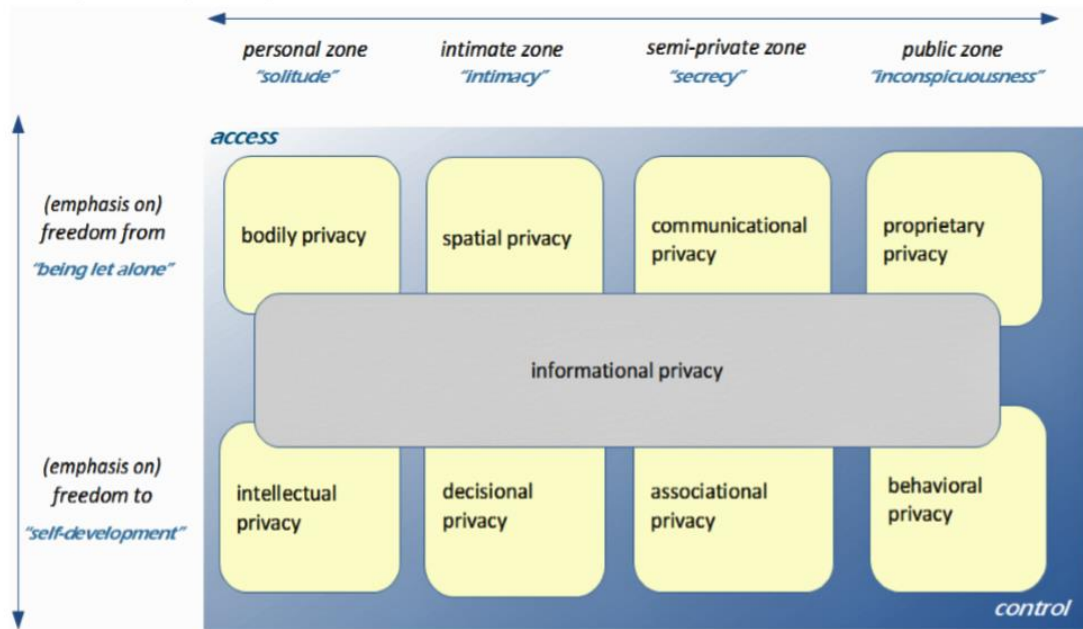 personal zone
"solitude"
intimate zone
"intimacy"
semi-private zone
"secrecy"
public zone
"inconspicuousness"
access
(emphasis on)
freedom from
"being let alone"
bodily privacy
spatial privacy
communicational
privacy
proprietary
privacy
informational privacy
(emphasis on)
freedom to
"self-development"
intellectual
privacy
decisional
privacy
associational
privacy
behavioral
privacy
control